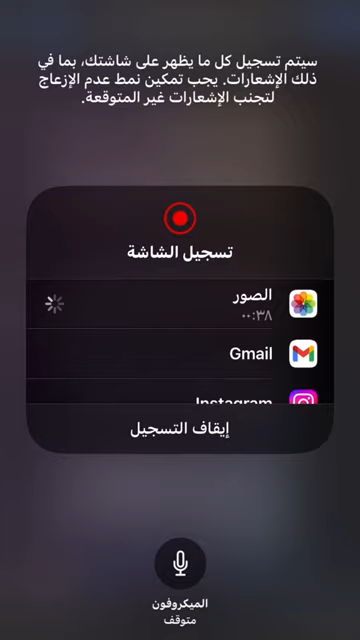 سيتم تسجيل كل ما يظهر على شاشتك، بما في
ذلك الإشعارات. يجب تمكين نمط عدم الإزعاج
لتجنب الإشعارات غير المتوقعة.
تسجيل الشاشة
الصور
٠٠:٣٨
Gmail
Instagram
إيقاف التسجيل
الميكروفون
متوقف